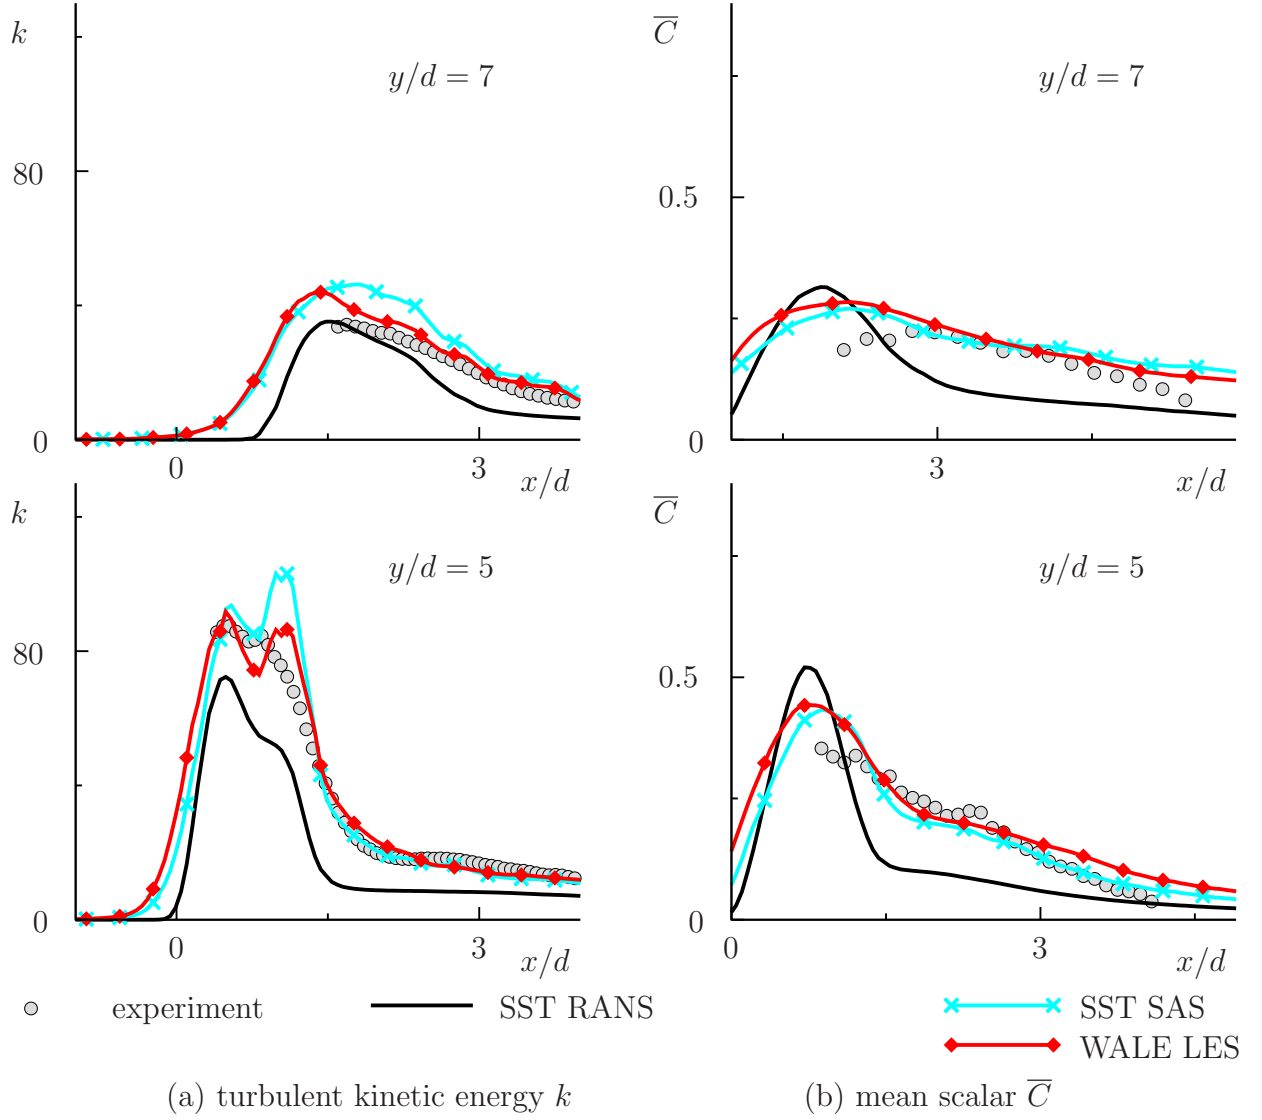 k
y/d = 7
80
0
0
3
x/d
C̅
y/d = 7
0.5
0
3
x/d
k
y/d = 5
80
0
0
3
x/d
C̅
y/d = 5
0.5
0
0
3
x/d
experiment
SST RANS
SST SAS
WALE LES
(a) turbulent kinetic energy k
(b) mean scalar C̅